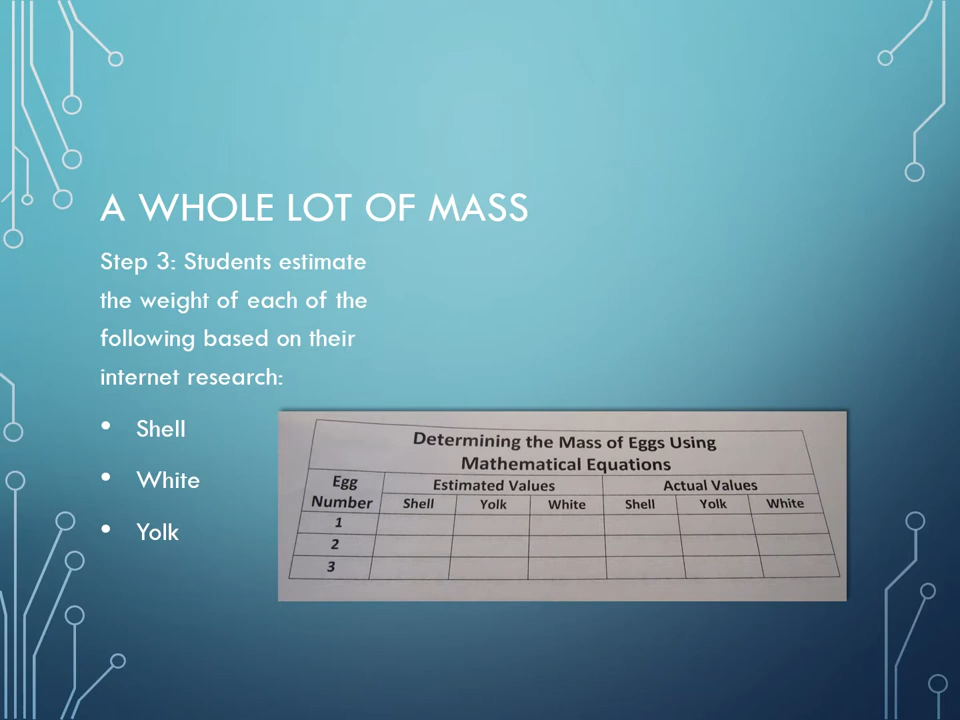 A WHOLE LOT OF MASS
Step 3: Students estimate
the weight of each of the
following based on their
internet research:
• Shell
• White
• Yolk
Determining the Mass of Eggs Using
Mathematical Equations
Egg Number Estimated Values Actual Values
Shell Yolk White Shell Yolk White
1
2
3